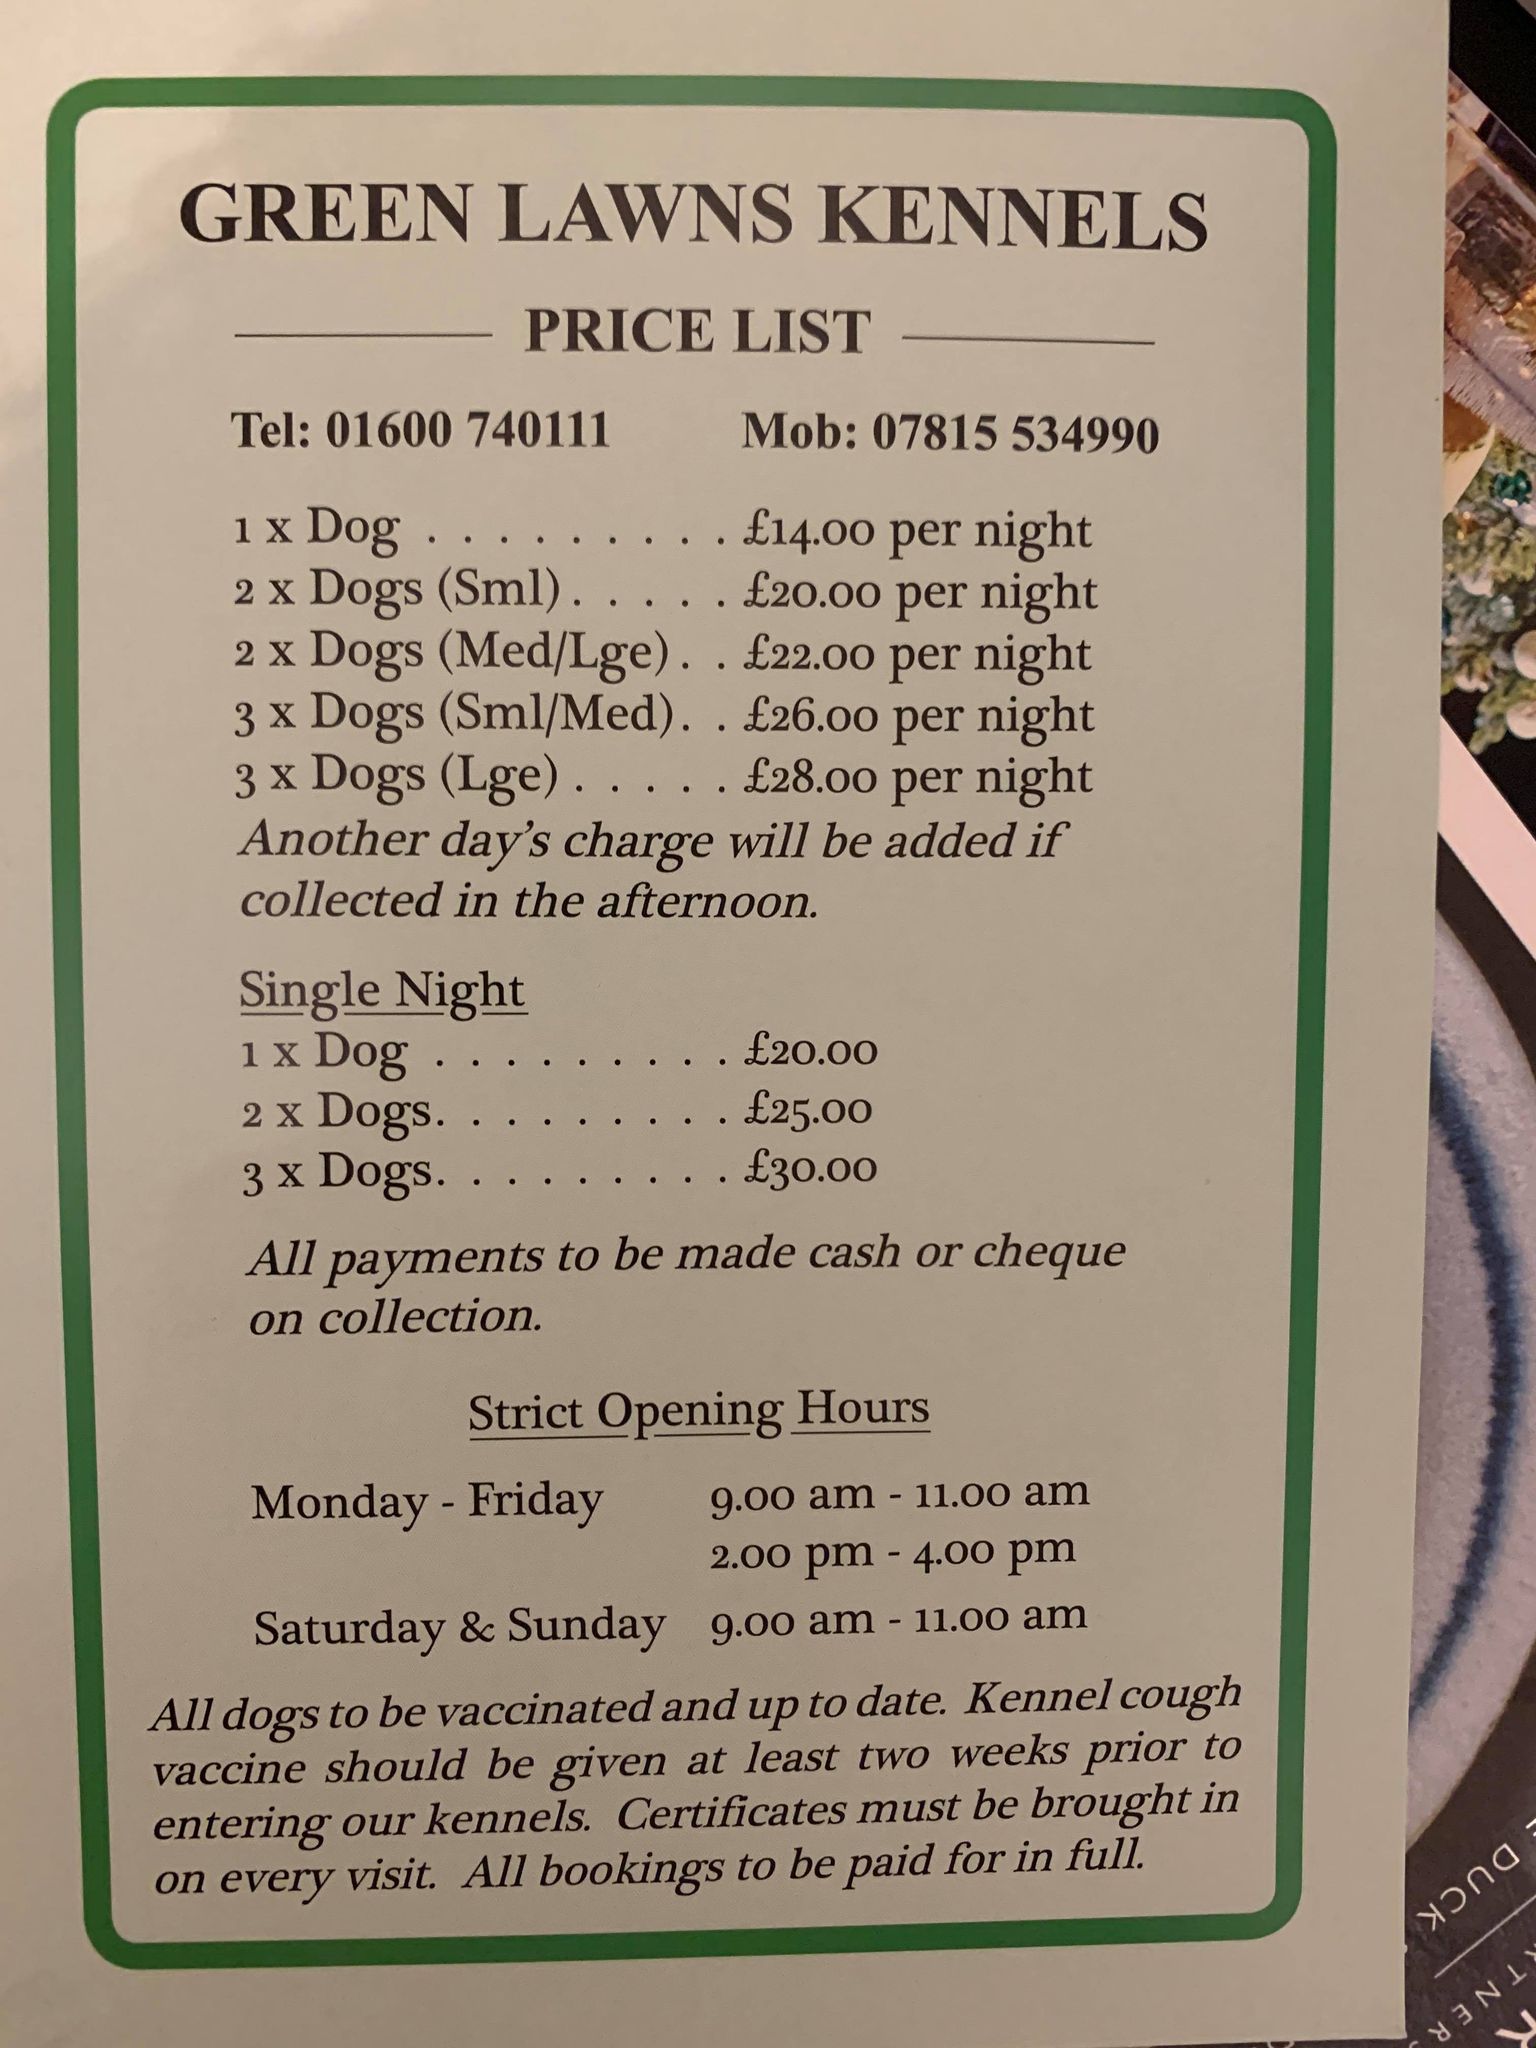 GREEN LAWNS KENNELS
PRICE LIST
Tel: 01600 740111 Mob: 07815 534990
1 x Dog . . . . . . . . . £14.00 per night
2 x Dogs (Sml) . . . . . £20.00 per night
2 x Dogs (Med/Lge) . . £22.00 per night
3 x Dogs (Sml/Med) . . £26.00 per night
3 x Dogs (Lge) . . . . . £28.00 per night
Another day's charge will be added if
collected in the afternoon.
Single Night
1 x Dog . . . . . . . . . £20.00
2 x Dogs. . . . . . . . . £25.00
3 x Dogs. . . . . . . . . £30.00
All payments to be made cash or cheque
on collection.
Strict Opening Hours
Monday - Friday 9.00 am - 11.00 am
2.00 pm - 4.00 pm
Saturday & Sunday 9.00 am - 11.00 am
All dogs to be vaccinated and up to date. Kennel cough
vaccine should be given at least two weeks prior to
entering our kennels. Certificates must be brought in
on every visit. All bookings to be paid for in full.
DUCK